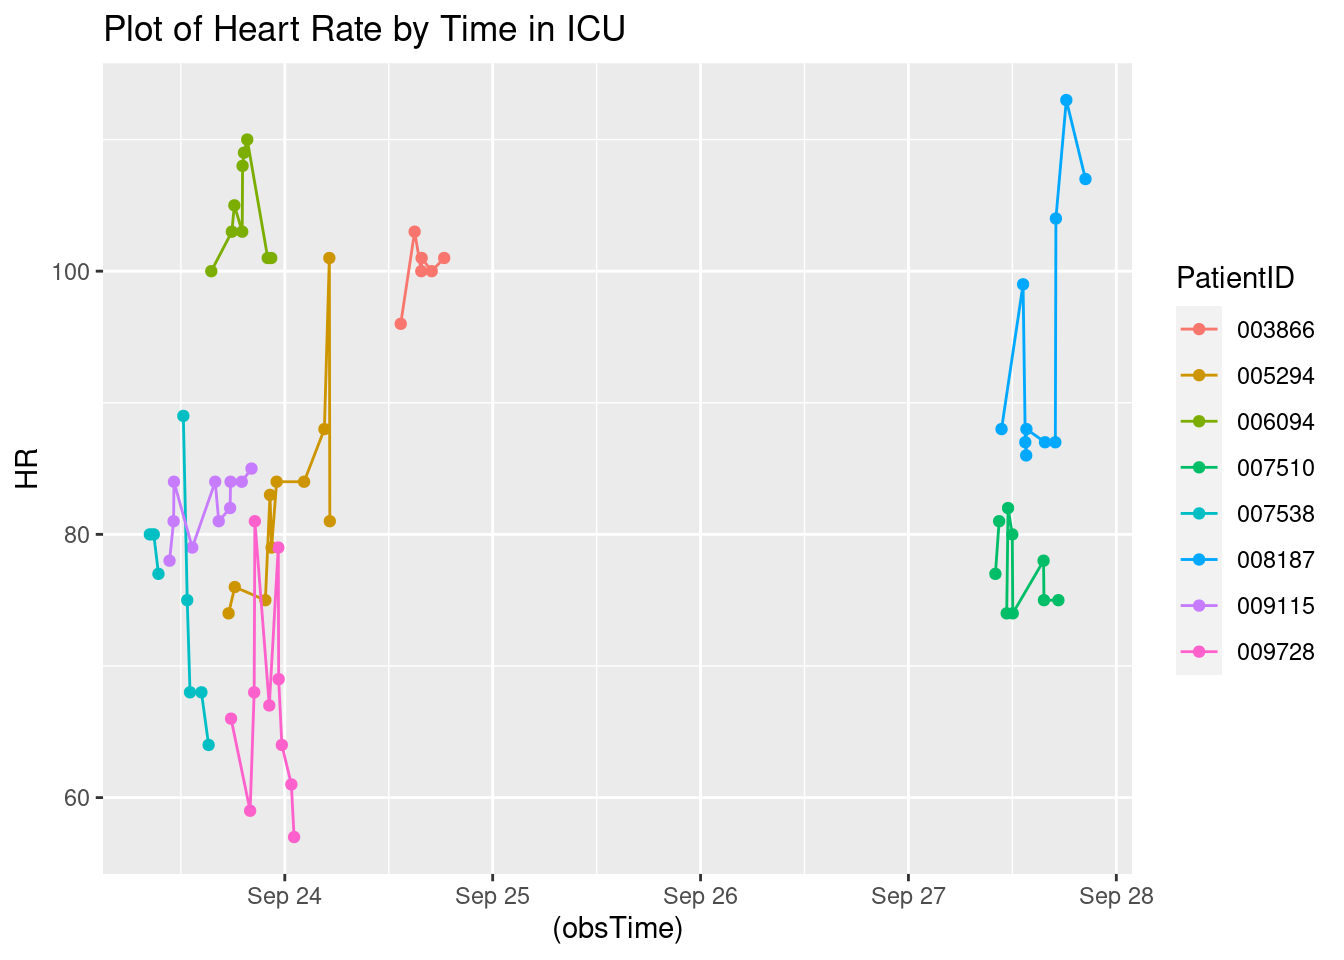 Plot of Heart Rate by Time in ICU
HR
100
80
60
Sep 24
Sep 25
Sep 26
Sep 27
Sep 28
(obsTime)
PatientID
003866
005294
006094
007510
007538
008187
009115
009728